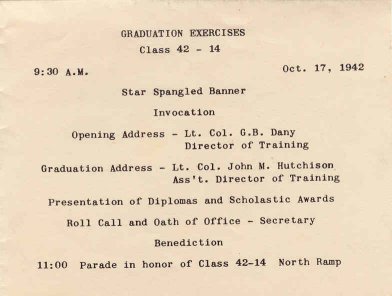 GRADUATION EXERCISES
Class 42 - 14
9:30 A.M. Oct. 17, 1942
Star Spangled Banner
Invocation
Opening Address - Lt. Col. G.B. Dany
Director of Training
Graduation Address - Lt. Col. John M. Hutchison
Ass't. Director of Training
Presentation of Diplomas and Scholastic Awards
Roll Call and Oath of Office - Secretary
Benediction
11:00 Parade in honor of Class 42-14 North Ramp